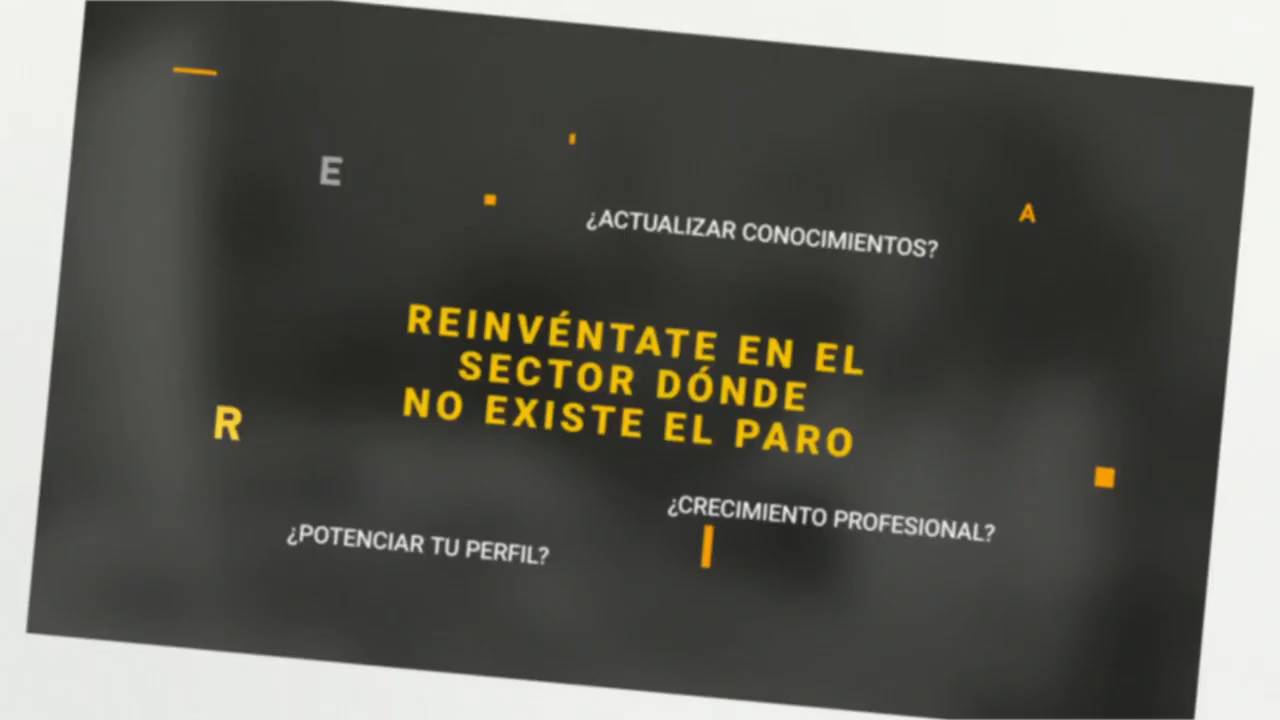 E
A
¿ACTUALIZAR CONOCIMIENTOS?
REINVÉNTATE EN EL
SECTOR DÓNDE
NO EXISTE EL PARO
R
¿CRECIMIENTO PROFESIONAL?
¿POTENCIAR TU PERFIL?